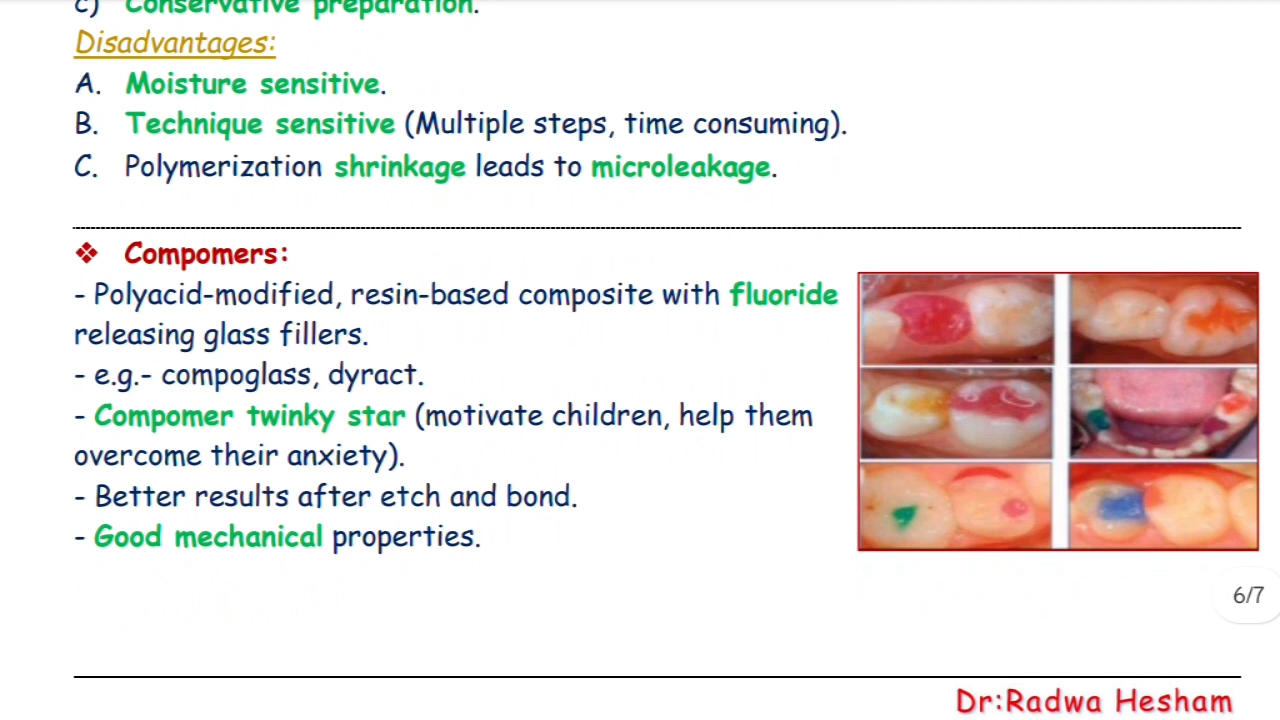 c) Conservative preparation.
Disadvantages:
A. Moisture sensitive.
B. Technique sensitive (Multiple steps, time consuming).
C. Polymerization shrinkage leads to microleakage.
❖ Compomers:
- Polyacid-modified, resin-based composite with fluoride
releasing glass fillers.
- e.g.- compoglass, dyract.
- Compomer twinky star (motivate children, help them
overcome their anxiety).
- Better results after etch and bond.
- Good mechanical properties.
6/7
Dr:Radwa Hesham